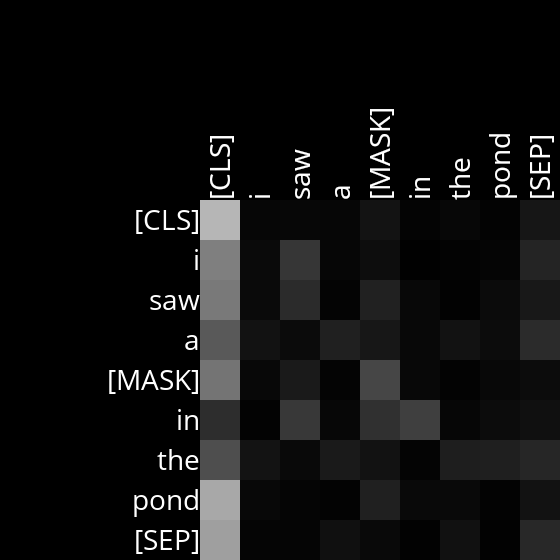 [CLS] i saw a [MASK] in the pond [SEP]
[CLS]
i
saw
a
[MASK]
in
the
pond
[SEP]